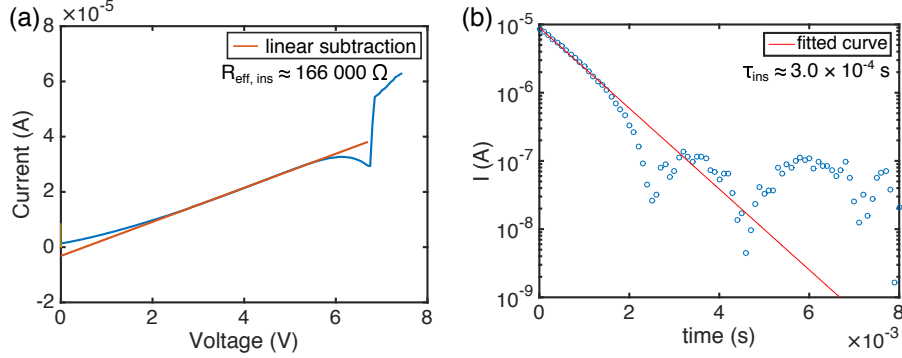 (a)
× 10⁻⁵
8
6
4
2
0
-2
0
2
4
6
8
Current (A)
Voltage (V)
linear subtraction
R_eff, ins ≈ 166 000 Ω
(b)
10⁻⁵
10⁻⁶
10⁻⁷
10⁻⁸
10⁻⁹
0
2
4
6
8
I (A)
time (s)
×10⁻³
fitted curve
τ_ins ≈ 3.0 × 10⁻⁴ s